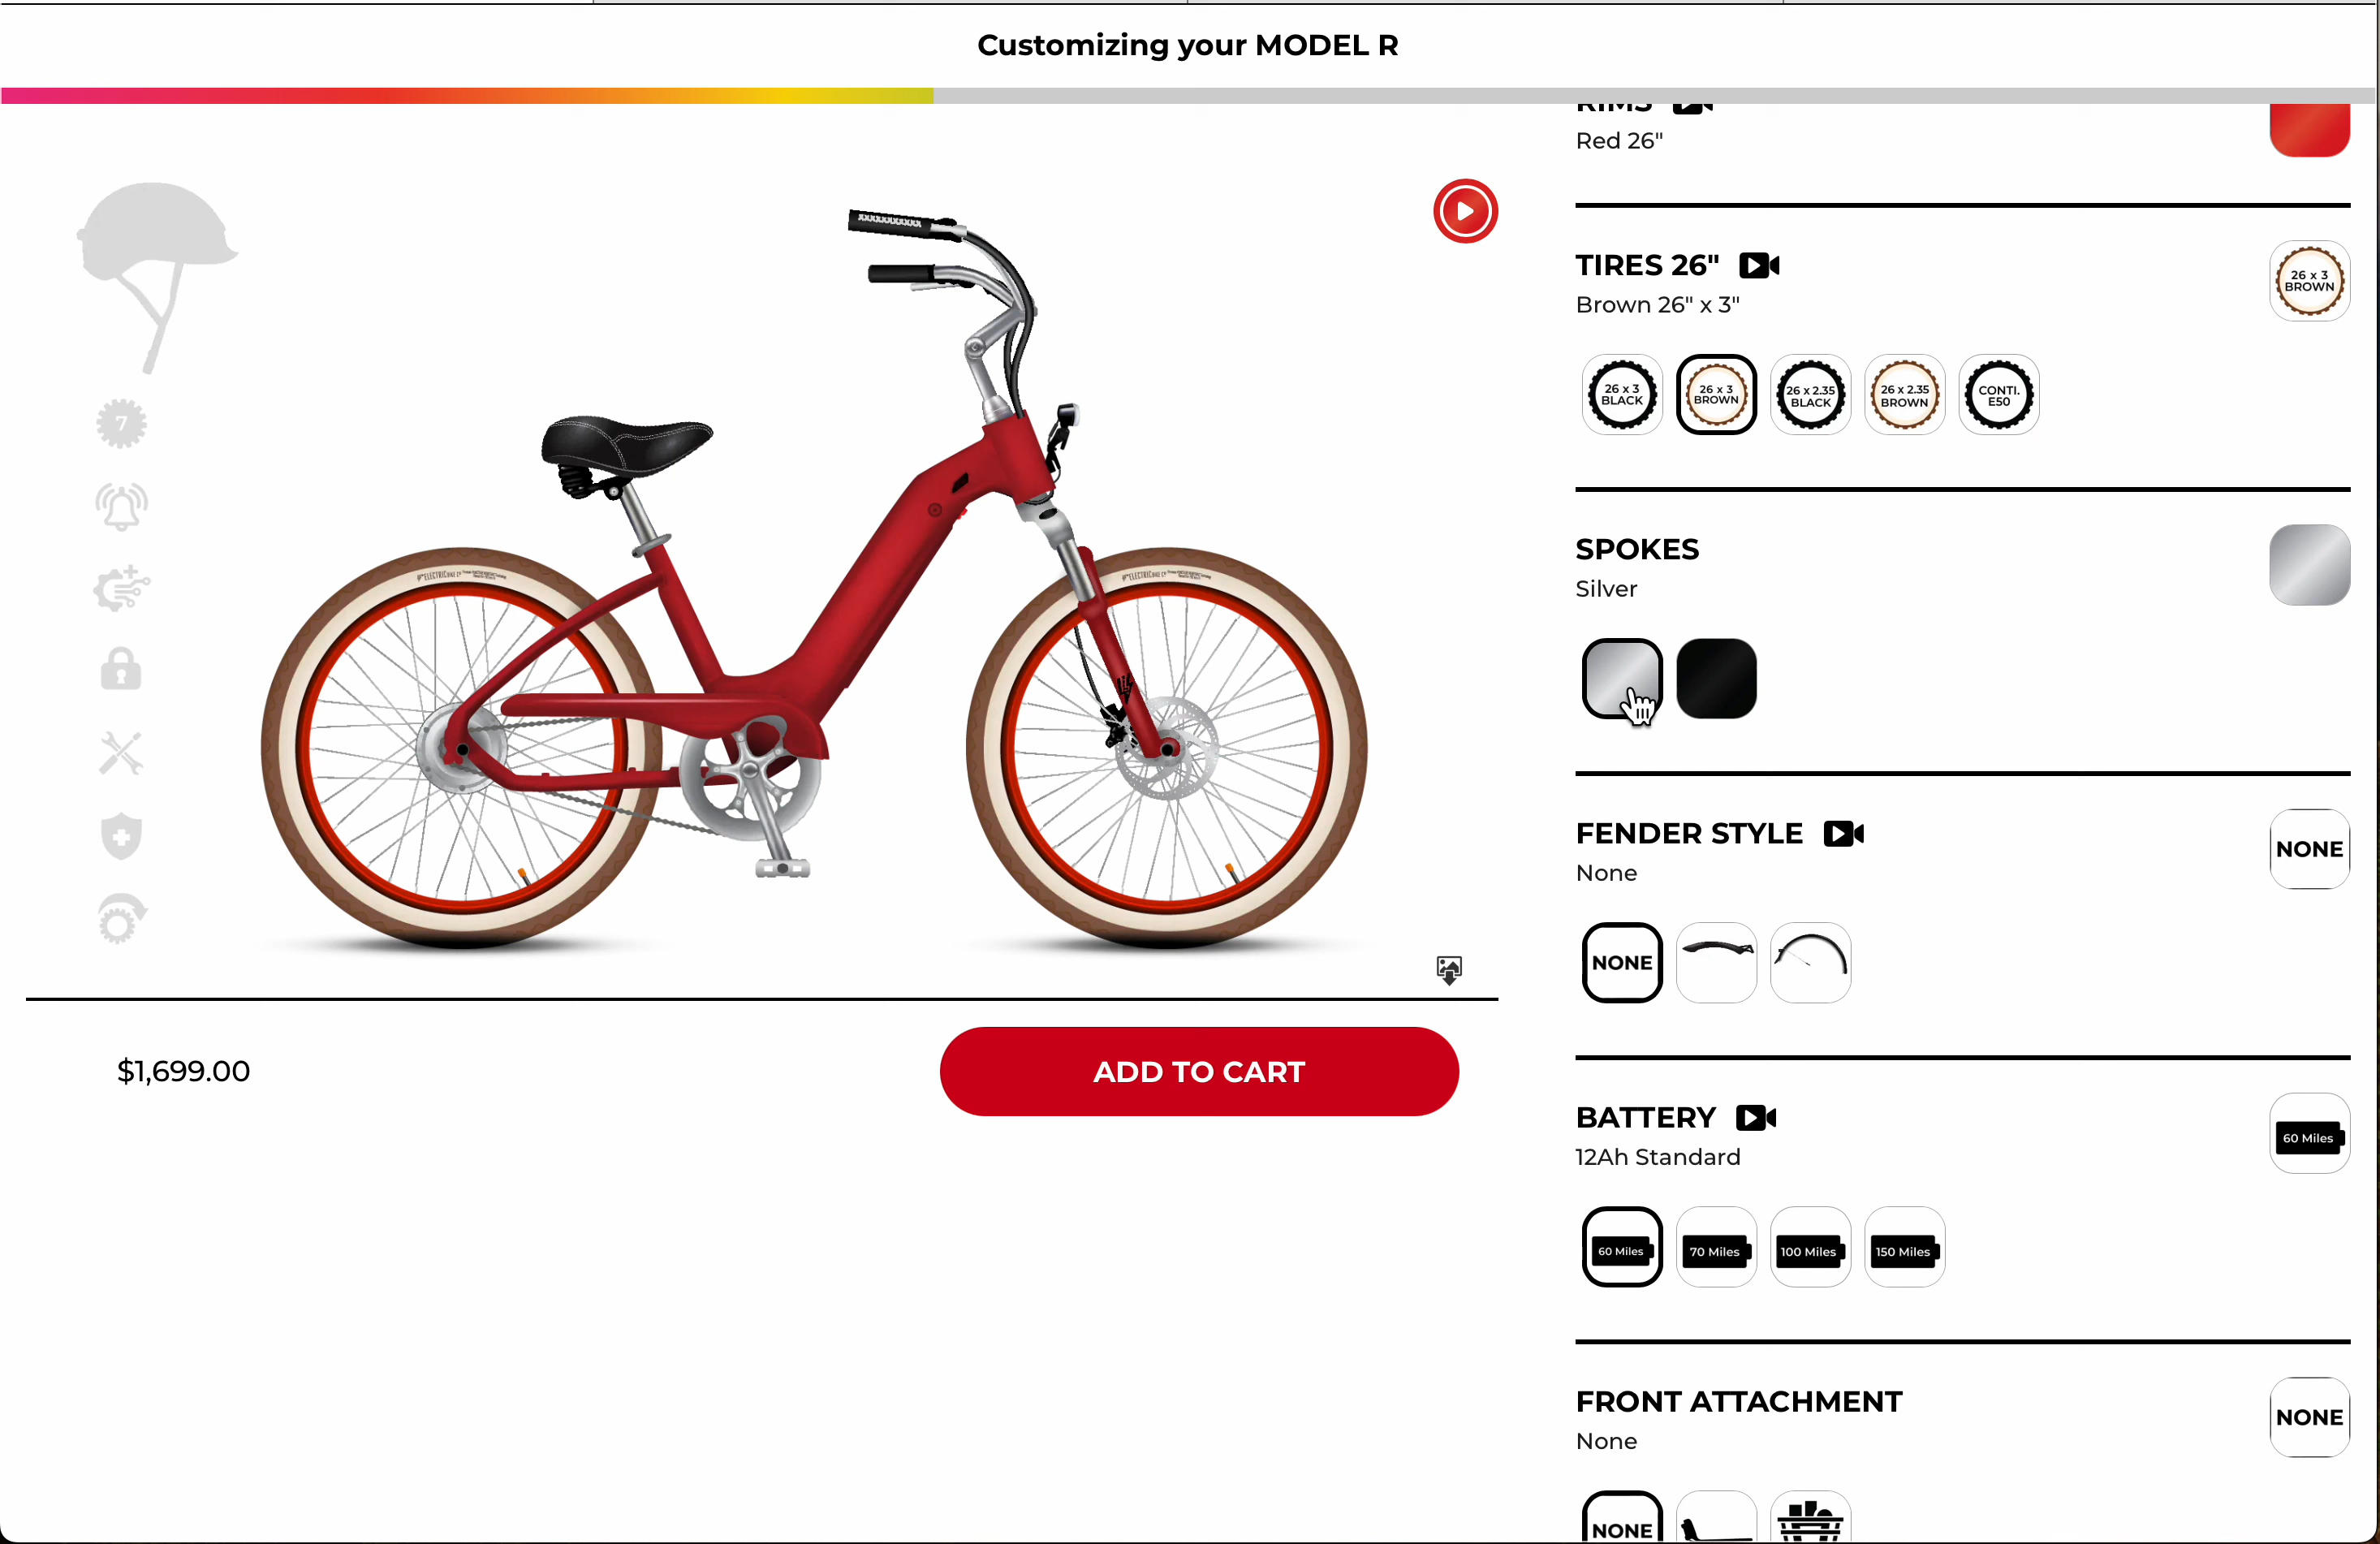 Customizing your MODEL R
RIMS
Red 26"
TIRES 26"
Brown 26" x 3"
26 x 3
BROWN
26 x 3
BLACK
26 x 3
BROWN
26 x 2.35
BLACK
26 x 2.35
BROWN
CONTI.
E50
7
SPOKES
Silver
FENDER STYLE
None
NONE
NONE
$1,699.00
ADD TO CART
BATTERY
12Ah Standard
60 Miles
60 Miles
70 Miles
100 Miles
150 Miles
FRONT ATTACHMENT
None
NONE
NONE